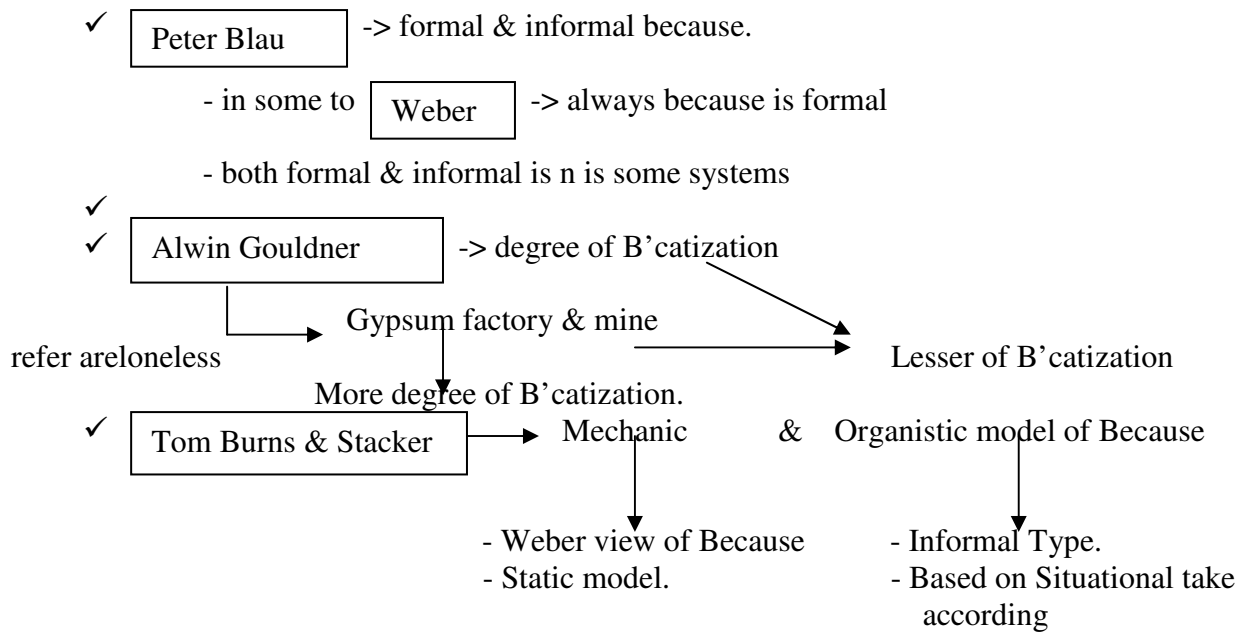 ✓ Peter Blau -> formal & informal because.
- in some to Weber -> always because is formal
- both formal & informal is n is some systems
✓
✓ Alwin Gouldner -> degree of B’catization
Gypsum factory & mine
refer areloneless Lesser of B’catization
More degree of B’catization.
✓ Tom Burns & Stacker Mechanic & Organistic model of Because
- Weber view of Because - Informal Type.
- Static model. - Based on Situational take
according